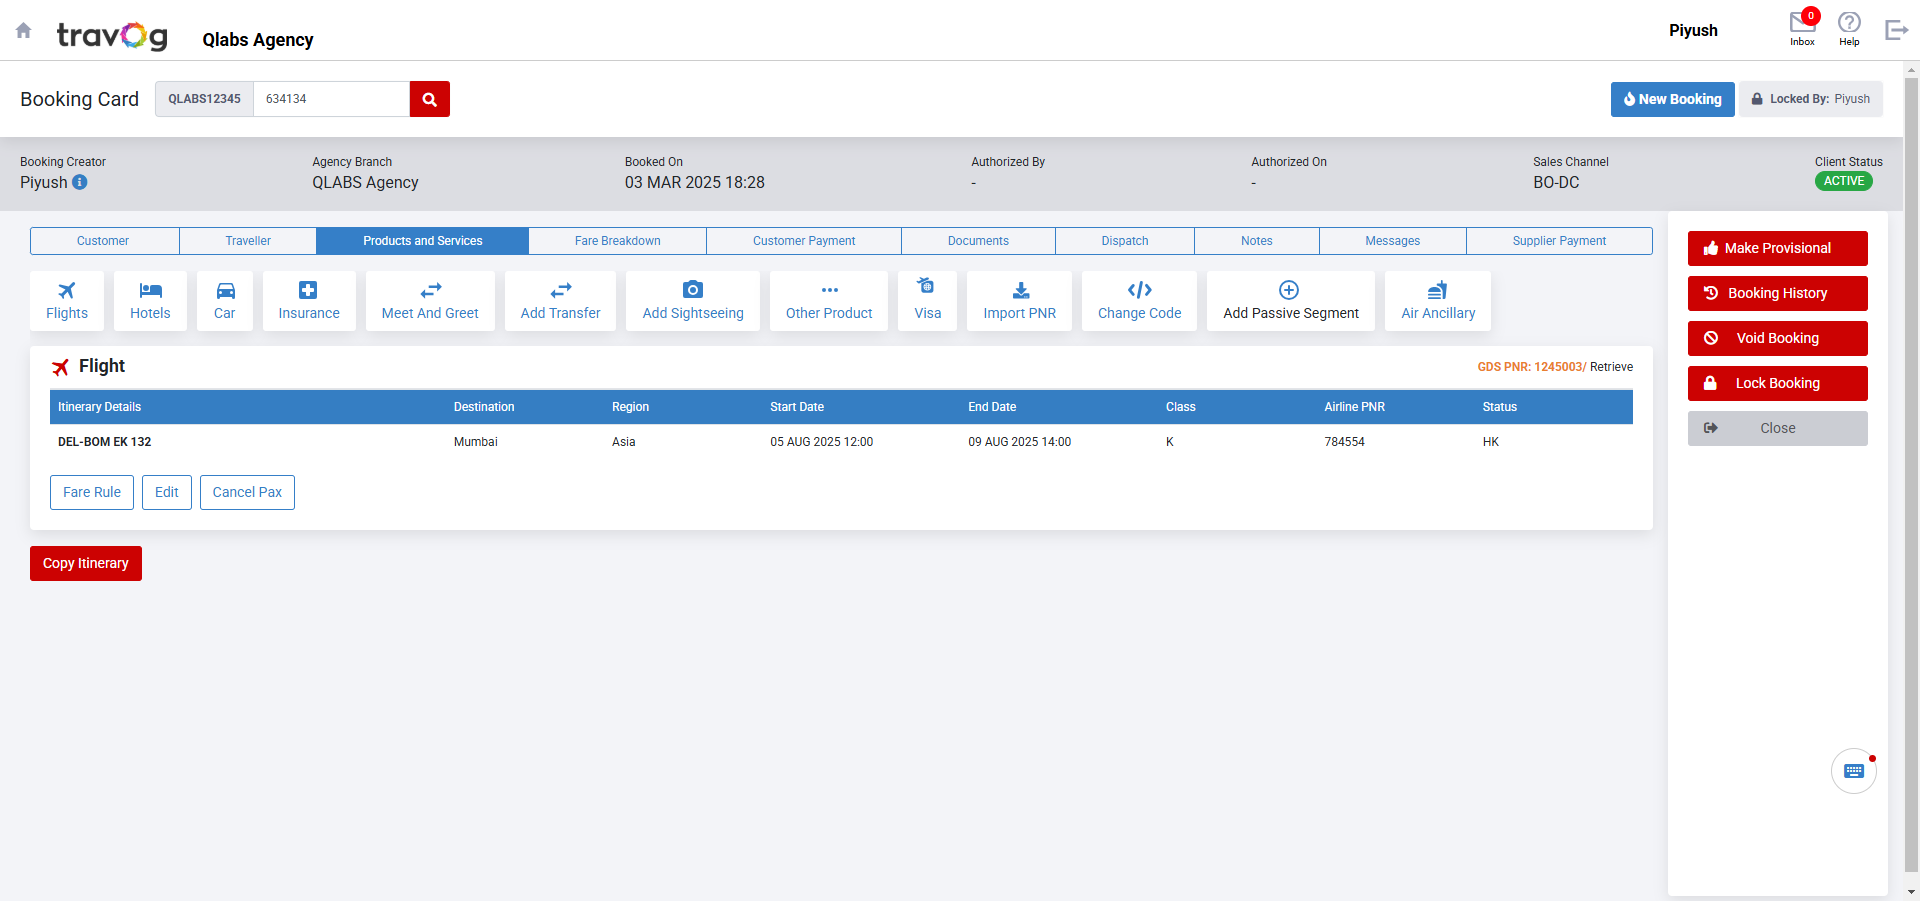 travog Qlabs Agency Piyush 0 Inbox Help
Booking Card QLABS12345 634134 New Booking Locked By: Piyush
Booking Creator Agency Branch Booked On Authorized By Authorized On Sales Channel Client Status
Piyush QLABS Agency 03 MAR 2025 18:28 - - BO-DC ACTIVE
Customer Traveller Products and Services Fare Breakdown Customer Payment Documents Dispatch Notes Messages Supplier Payment
Flights Hotels Car Insurance Meet And Greet Add Transfer Add Sightseeing Other Product Visa Import PNR Change Code Add Passive Segment Air Ancillary
Flight GDS PNR: 1245003/ Retrieve
Itinerary Details Destination Region Start Date End Date Class Airline PNR Status
DEL-BOM EK 132 Mumbai Asia 05 AUG 2025 12:00 09 AUG 2025 14:00 K 784554 HK
Fare Rule Edit Cancel Pax
Copy Itinerary
Make Provisional
Booking History
Void Booking
Lock Booking
Close